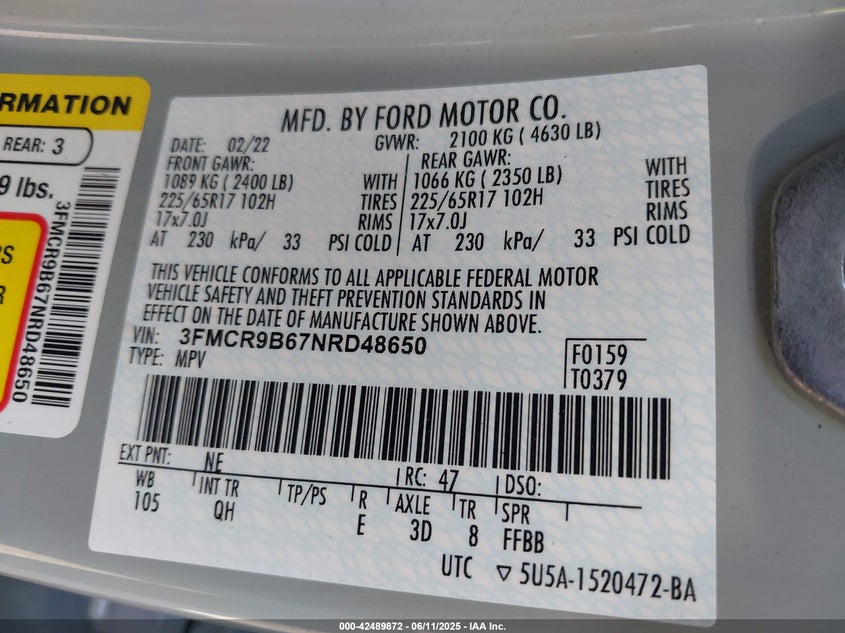 RMATION
REAR: 3
9 lbs.
3FMCR9B67NRD48650
MFD. BY FORD MOTOR CO.
DATE: 02/22 GVWR: 2100 KG ( 4630 LB)
FRONT GAWR: REAR GAWR:
1089 KG ( 2400 LB) WITH 1066 KG ( 2350 LB) WITH
225/65R17 102H TIRES 225/65R17 102H TIRES
17x7.0J RIMS 17x7.0J RIMS
AT 230 kPa/ 33 PSI COLD AT 230 kPa/ 33 PSI COLD
THIS VEHICLE CONFORMS TO ALL APPLICABLE FEDERAL MOTOR
VEHICLE SAFETY AND THEFT PREVENTION STANDARDS IN
EFFECT ON THE DATE OF MANUFACTURE SHOWN ABOVE.
VIN: 3FMCR9B67NRD48650
TYPE: MPV
F0159
T0379
EXT PNT: NE RC: 47 DSO:
WB INT TR TP/PS R AXLE TR SPR
105 QH E 3D 8 FFBB
UTC ▽ 5U5A-1520472-BA
000-42489872 - 06/11/2025 - IAA Inc.